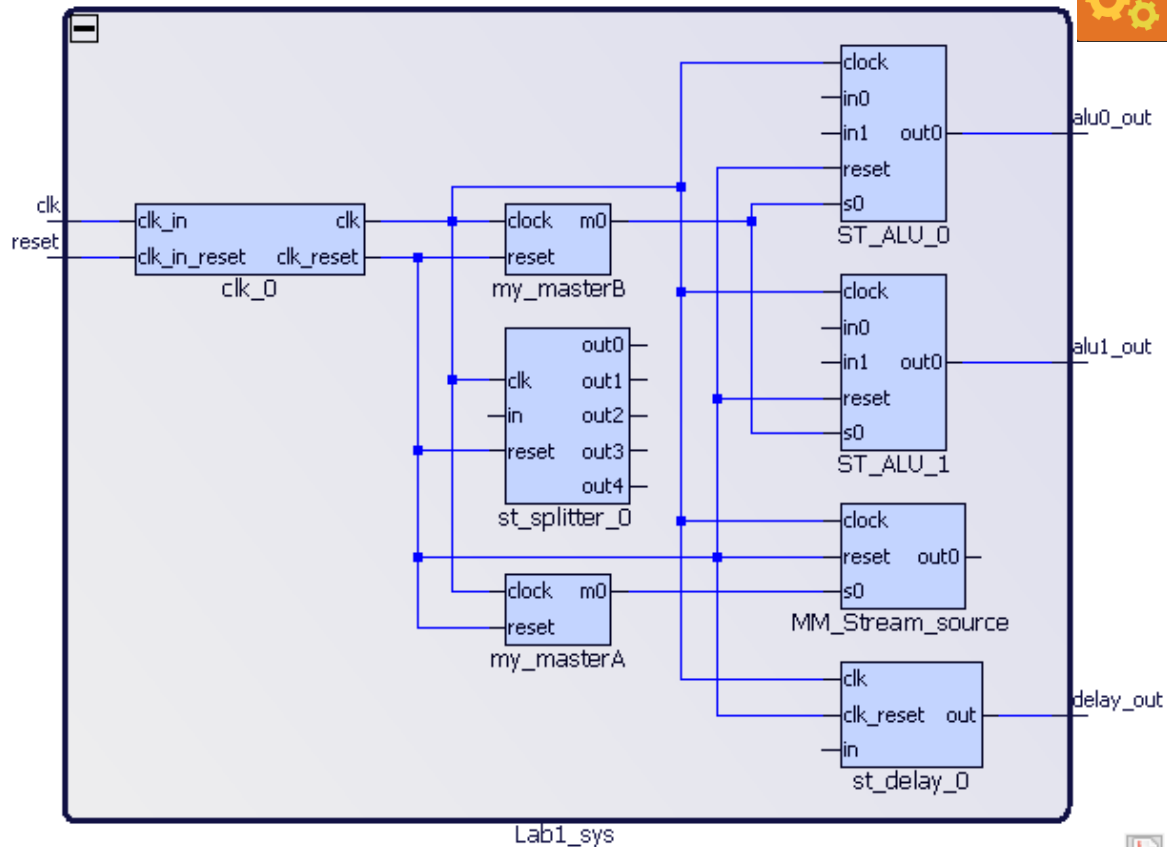 clk
reset
clk_in
clk
clk_in_reset
clk_reset
clk_0
clock
m0
reset
my_masterB
out0
clk
out1
in
out2
reset
out3
out4
st_splitter_0
clock
m0
reset
my_masterA
clock
in0
in1
out0
reset
s0
ST_ALU_0
clock
in0
in1
out0
reset
s0
ST_ALU_1
clock
reset
out0
s0
MM_Stream_source
clk
clk_reset
out
in
st_delay_0
alu0_out
alu1_out
delay_out
Lab1_sys